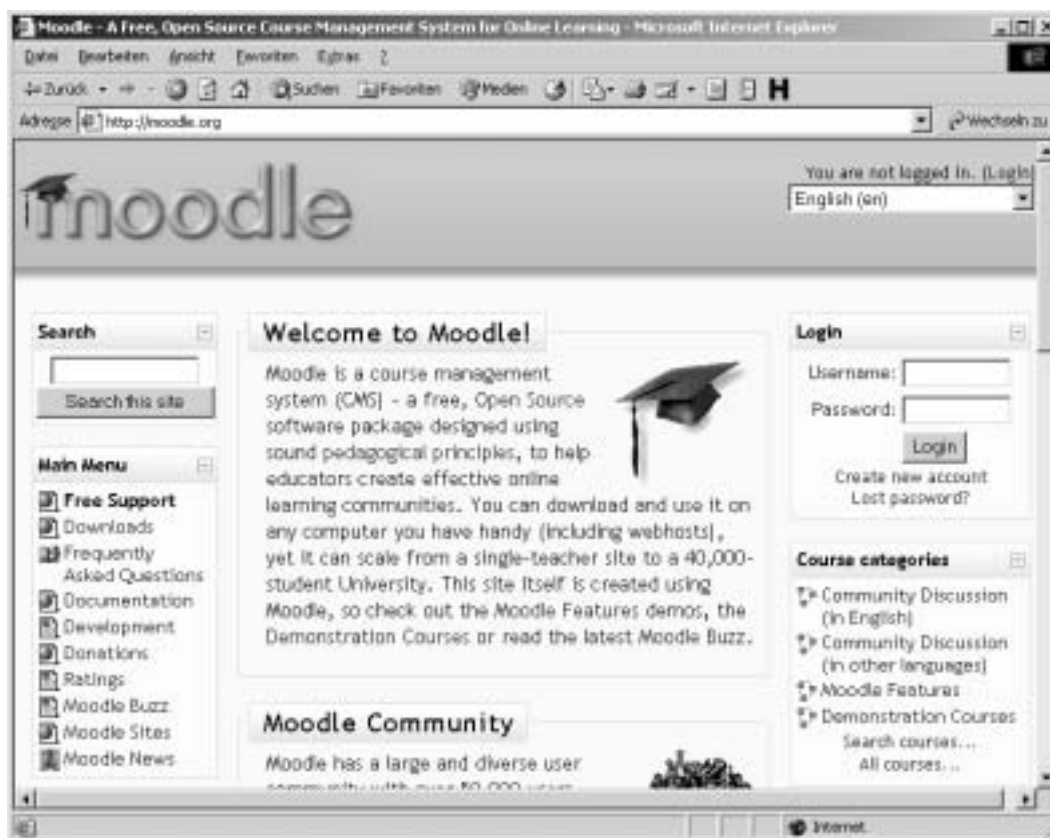 Moodle - A Free, Open Source Course Management System for Online Learning - Microsoft Internet Explorer
Datei Bearbeiten Ansicht Favoriten Extras ?
Zurück Suchen Favoriten Medien
Adresse http://moodle.org Wechseln zu
moodle
You are not logged in. (Login)
English (en)
Search
Search this site
Main Menu
Free Support
Downloads
Frequently
Asked Questions
Documentation
Development
Donations
Ratings
Moodle Buzz
Moodle Sites
Moodle News
Welcome to Moodle!
Moodle is a course management
system (CMS) - a free, Open Source
software package designed using
sound pedagogical principles, to help
educators create effective online
learning communities. You can download and use it on
any computer you have handy (including webhosts),
yet it can scale from a single-teacher site to a 40,000-
student University. This site itself is created using
Moodle, so check out the Moodle Features demos, the
Demonstration Courses or read the latest Moodle Buzz.
Moodle Community
Moodle has a large and diverse user
community with over 50,000 users
Login
Username:
Password:
Login
Create new account
Lost password?
Course categories
Community Discussion
(in English)
Community Discussion
(in other languages)
Moodle Features
Demonstration Courses
Search courses...
All courses...
Internet